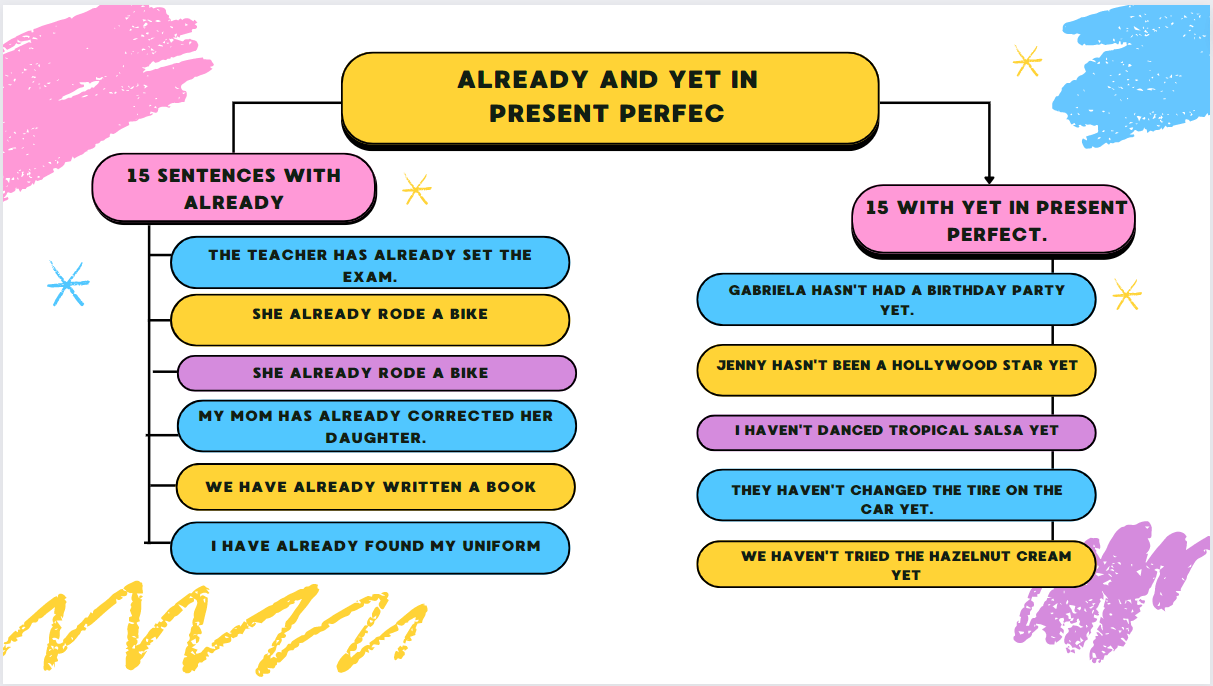 ALREADY AND YET IN
PRESENT PERFEC
15 SENTENCES WITH
ALREADY
THE TEACHER HAS ALREADY SET THE
EXAM.
SHE ALREADY RODE A BIKE
SHE ALREADY RODE A BIKE
MY MOM HAS ALREADY CORRECTED HER
DAUGHTER.
WE HAVE ALREADY WRITTEN A BOOK
I HAVE ALREADY FOUND MY UNIFORM
15 WITH YET IN PRESENT
PERFECT.
GABRIELA HASN'T HAD A BIRTHDAY PARTY
YET.
JENNY HASN'T BEEN A HOLLYWOOD STAR YET
I HAVEN'T DANCED TROPICAL SALSA YET
THEY HAVEN'T CHANGED THE TIRE ON THE
CAR YET.
WE HAVEN'T TRIED THE HAZELNUT CREAM
YET